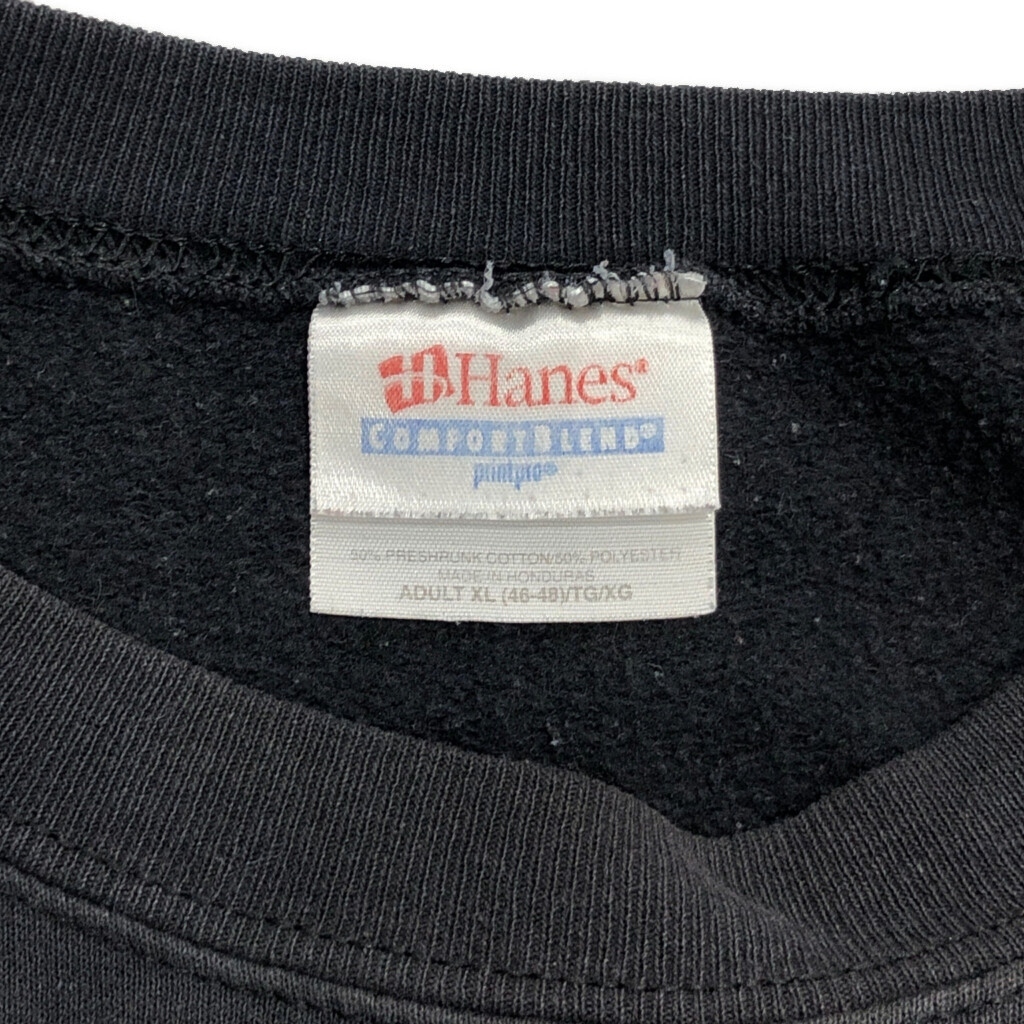 H Hanes®
COMFORTBLEND®
printpro®
50% PRESHRUNK COTTON/50% POLYESTER
MADE IN HONDURAS
ADULT XL (46-48)/TG/XG